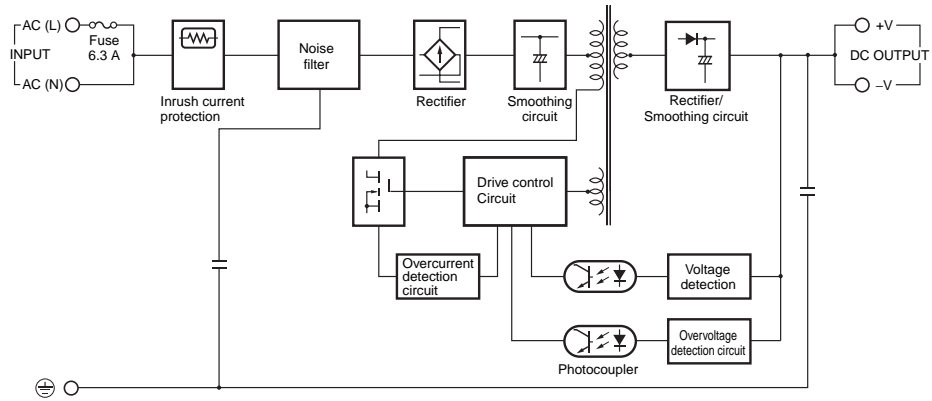 AC (L)
INPUT
AC (N)
Fuse
6.3 A
Inrush current
protection
Noise
filter
Rectifier
Smoothing
circuit
Rectifier/
Smoothing circuit
+V
DC OUTPUT
–V
Drive control
Circuit
Overcurrent
detection
circuit
Voltage
detection
Overvoltage
detection circuit
Photocoupler